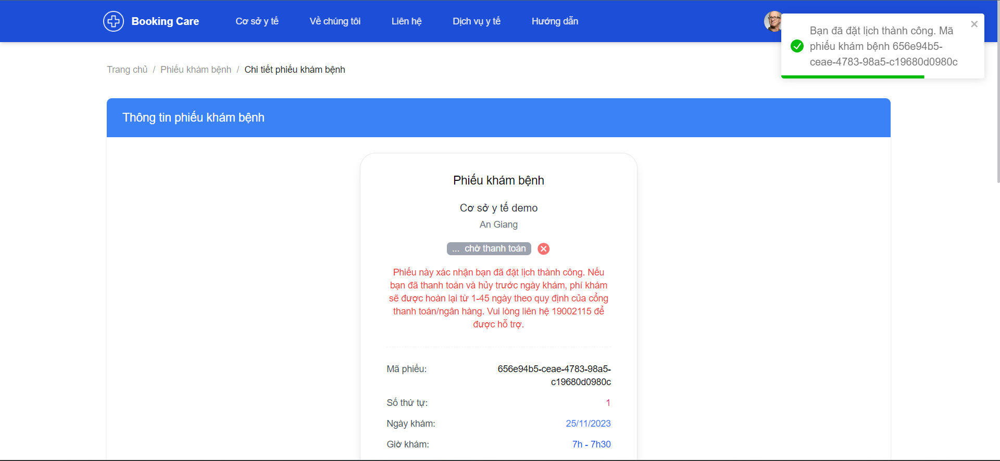 Booking Care
Cơ sở y tế
Về chúng tôi
Liên hệ
Dịch vụ y tế
Hướng dẫn
Bạn đã đặt lịch thành công. Mã
phiếu khám bệnh 656e94b5-
ceae-4783-98a5-c19680d0980c
Trang chủ / Phiếu khám bệnh / Chi tiết phiếu khám bệnh
Thông tin phiếu khám bệnh
Phiếu khám bệnh
Cơ sở y tế demo
An Giang
... chờ thanh toán
Phiếu này xác nhận bạn đã đặt lịch thành công. Nếu
bạn đã thanh toán và hủy trước ngày khám, phí khám
sẽ được hoàn lại từ 1-45 ngày theo quy định của cổng
thanh toán/ngân hàng. Vui lòng liên hệ 19002115 để
được hỗ trợ.
Mã phiếu: 656e94b5-ceae-4783-98a5-
c19680d0980c
Số thứ tự: 1
Ngày khám: 25/11/2023
Giờ khám: 7h - 7h30